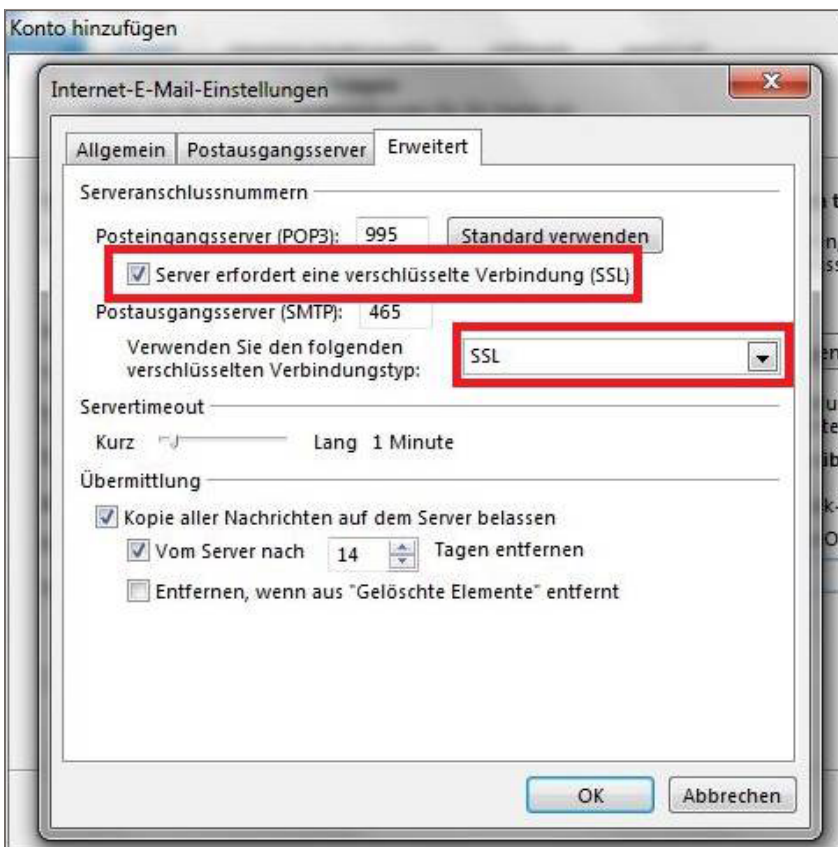 Konto hinzufügen
Internet-E-Mail-Einstellungen
Allgemein Postausgangsserver Erweitert
Serveranschlussnummern
Posteingangsserver (POP3): 995 Standard verwenden
Server erfordert eine verschlüsselte Verbindung (SSL)
Postausgangsserver (SMTP): 465
Verwenden Sie den folgenden
verschlüsselten Verbindungstyp: SSL
Servertimeout
Kurz Lang 1 Minute
Übermittlung
Kopie aller Nachrichten auf dem Server belassen
Vom Server nach 14 Tagen entfernen
Entfernen, wenn aus "Gelöschte Elemente" entfernt
OK Abbrechen